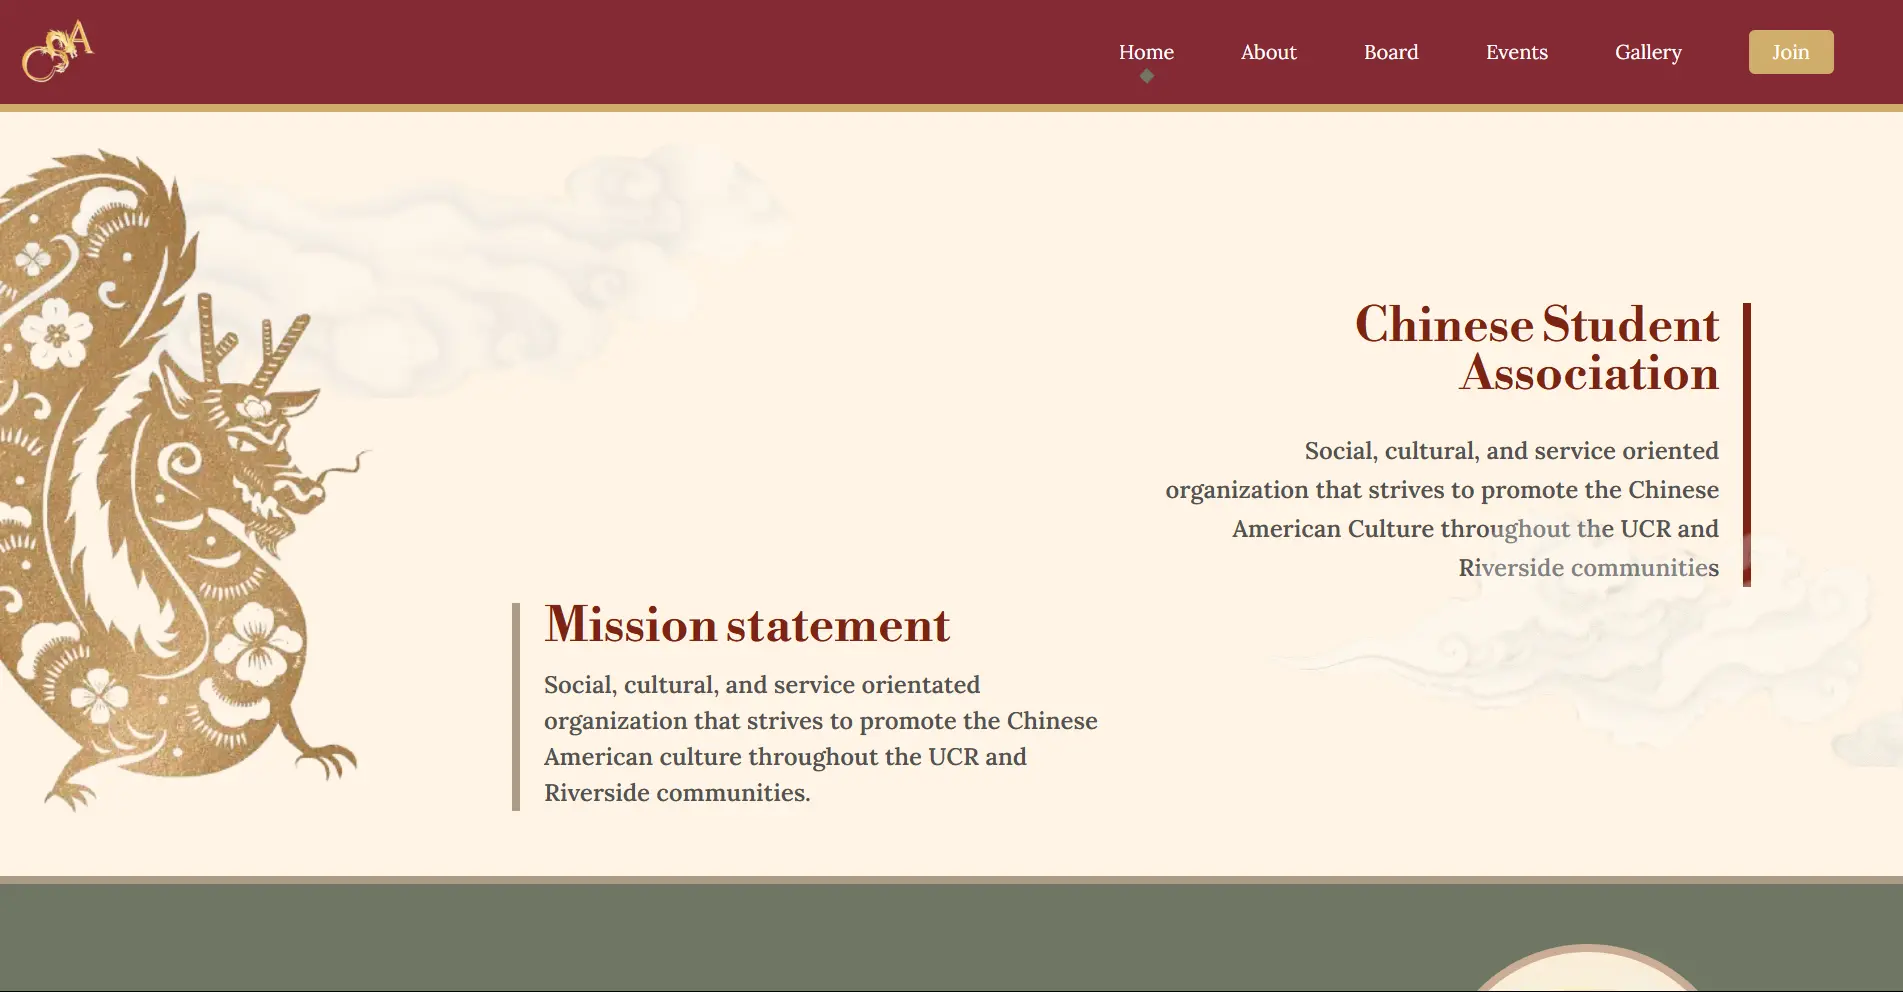 CSA
Home About Board Events Gallery Join
Chinese Student
Association
Social, cultural, and service oriented
organization that strives to promote the Chinese
American Culture throughout the UCR and
Riverside communities
Mission statement
Social, cultural, and service orientated
organization that strives to promote the Chinese
American culture throughout the UCR and
Riverside communities.